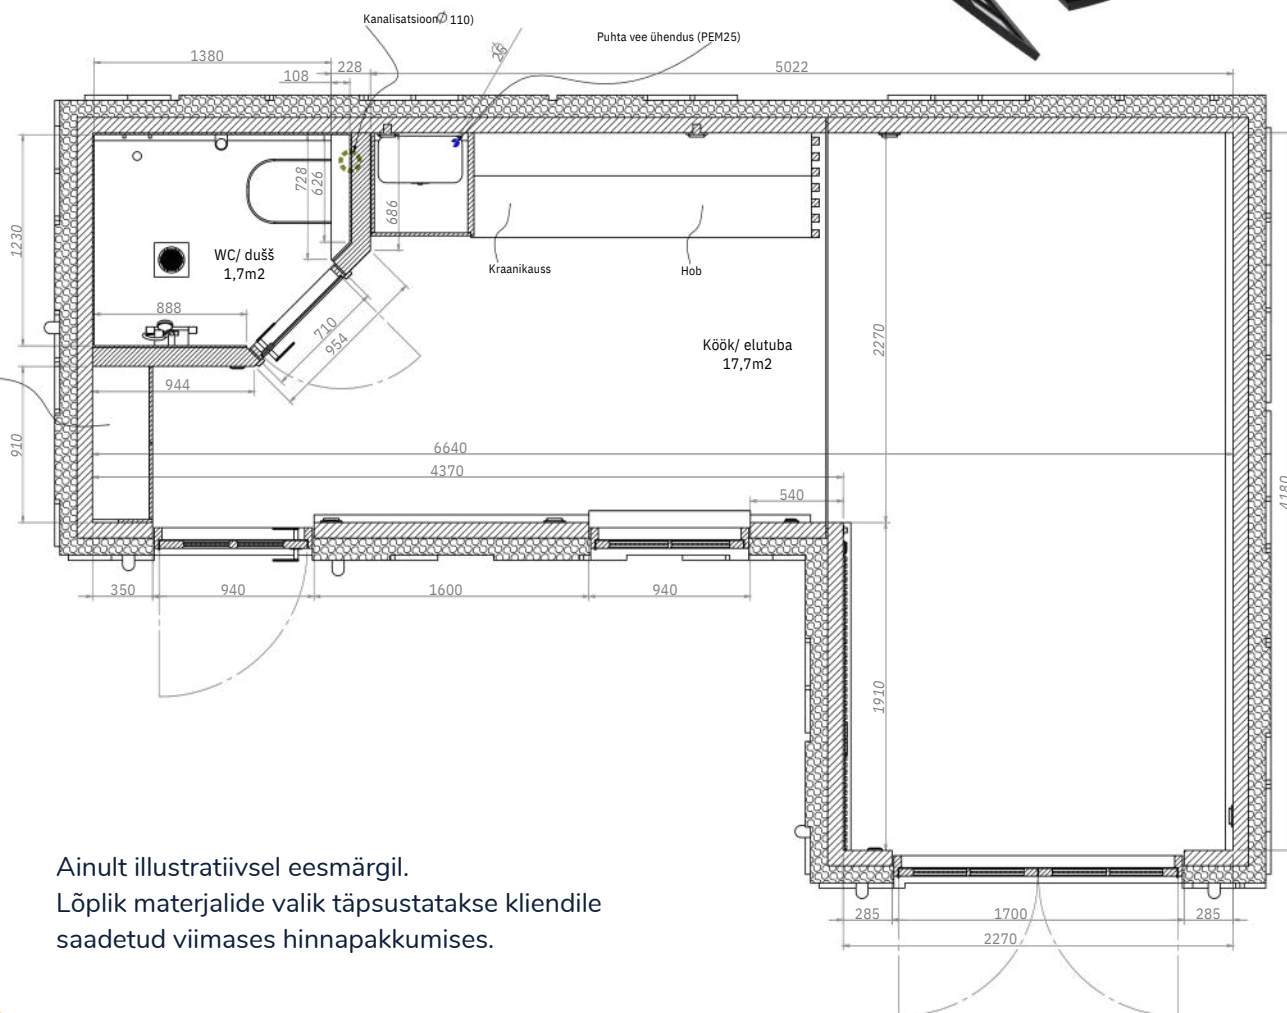 Kanalisatsioon∅ 110)
Puhta vee ühendus (PEM25)
∅
25
1380
228
5022
108
728
626
686
1230
WC/ dušš
1,7m2
Kraanikauss
Hob
888
710
954
Köök/ elutuba
17,7m2
2270
944
910
6640
4370
540
4180
350
940
1600
940
1910
Ainult illustratiivsel eesmärgil.
Lõplik materjalide valik täpsustatakse kliendile
saadetud viimases hinnapakkumises.
285
1700
285
2270